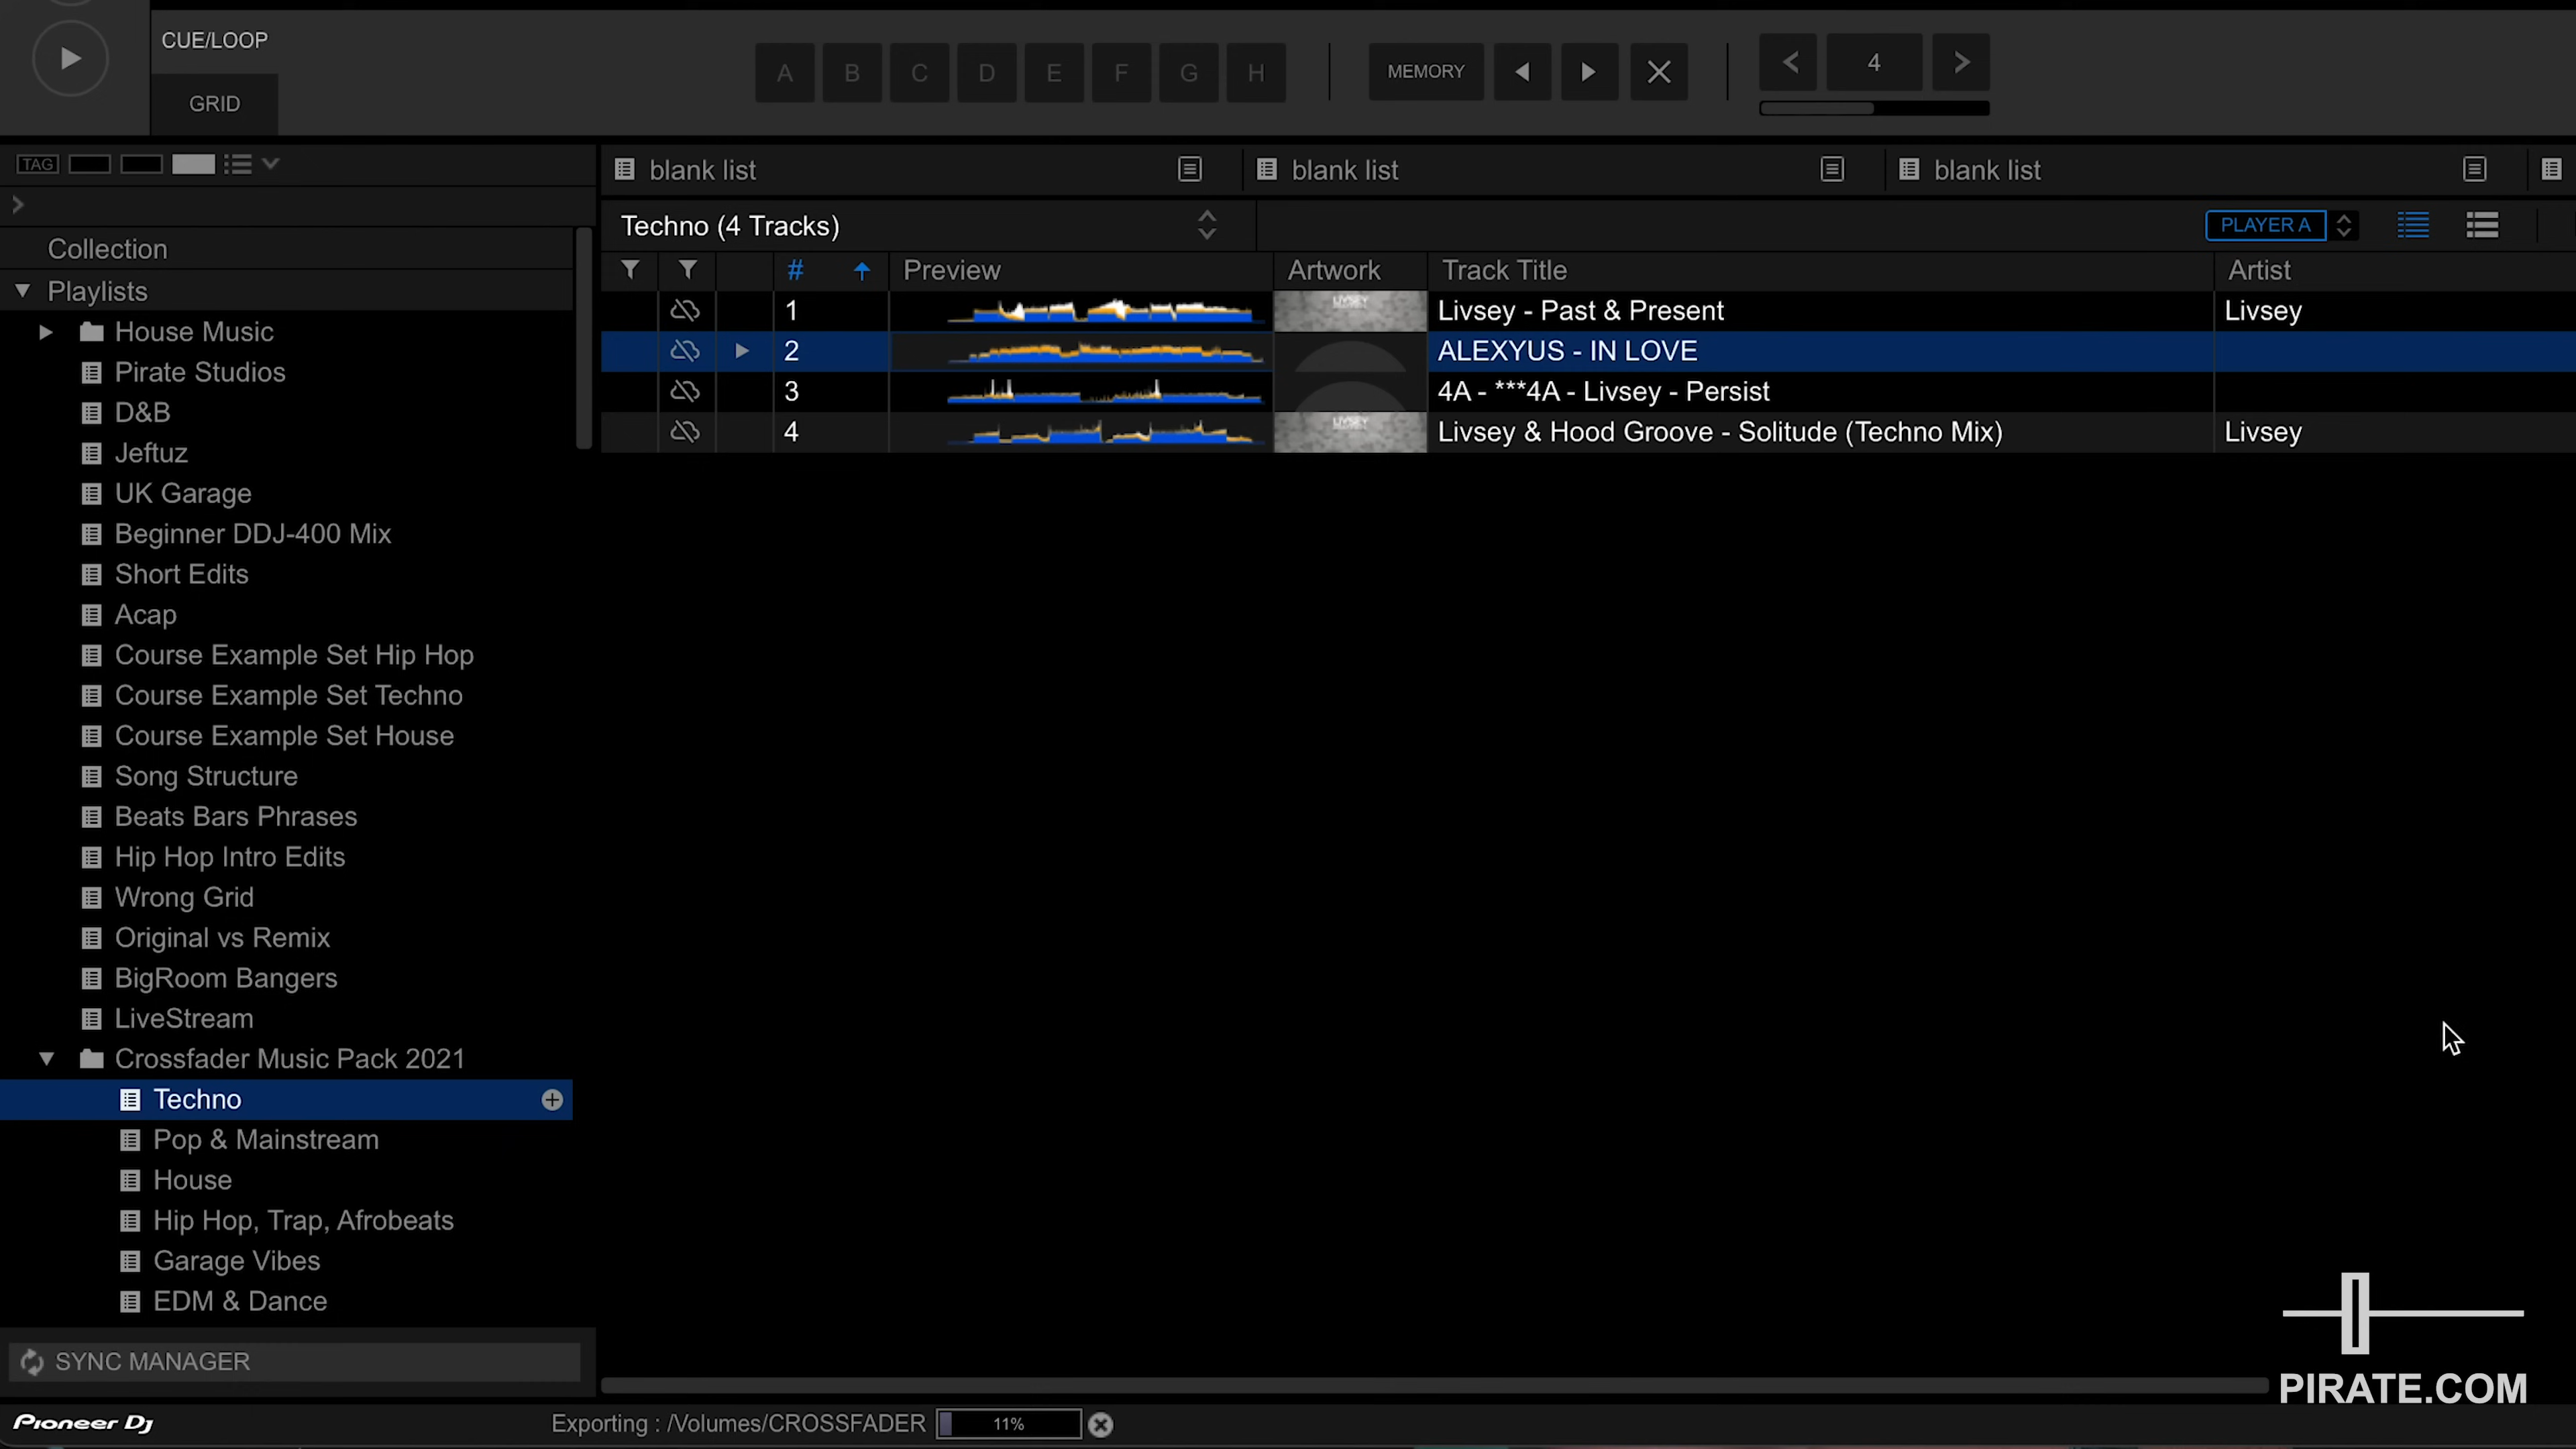 CUE/LOOP
GRID
A B C D E F G H
MEMORY
4
TAG
blank list
blank list
blank list
Techno (4 Tracks)
PLAYER A
# Preview Artwork Track Title Artist
1 LIVSEY Livsey - Past & Present Livsey
2 ALEXYUS - IN LOVE
3 4A - ***4A - Livsey - Persist
4 LIVSEY Livsey & Hood Groove - Solitude (Techno Mix) Livsey
Collection
Playlists
House Music
Pirate Studios
D&B
Jeftuz
UK Garage
Beginner DDJ-400 Mix
Short Edits
Acap
Course Example Set Hip Hop
Course Example Set Techno
Course Example Set House
Song Structure
Beats Bars Phrases
Hip Hop Intro Edits
Wrong Grid
Original vs Remix
BigRoom Bangers
LiveStream
Crossfader Music Pack 2021
Techno
Pop & Mainstream
House
Hip Hop, Trap, Afrobeats
Garage Vibes
EDM & Dance
SYNC MANAGER
PIRATE.COM
Pioneer Dj
Exporting : /Volumes/CROSSFADER 11%